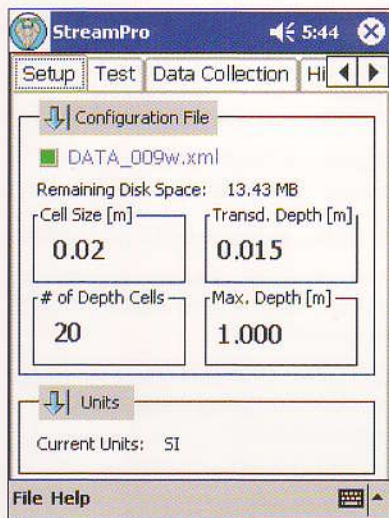 StreamPro 5:44
Setup Test Data Collection Hi
Configuration File
DATA_009w.xml
Remaining Disk Space: 13.43 MB
Cell Size [m] Transd. Depth [m]
0.02 0.015
# of Depth Cells Max. Depth [m]
20 1.000
Units
Current Units: SI
File Help